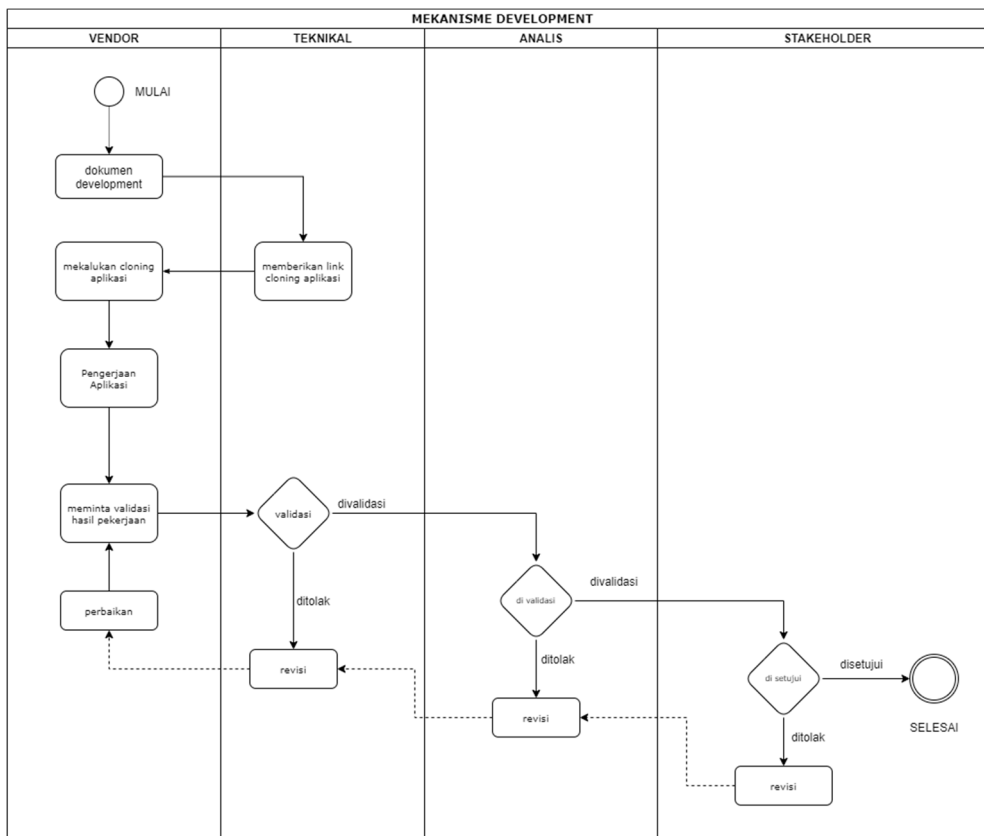 MEKANISME DEVELOPMENT
VENDOR
TEKNIKAL
ANALIS
STAKEHOLDER
MULAI
dokumen
development
mekalukan cloning
aplikasi
memberikan link
cloning aplikasi
Pengerjaan
Aplikasi
meminta validasi
hasil pekerjaan
validasi
divalidasi
di validasi
divalidasi
perbaikan
ditolak
revisi
ditolak
revisi
di setujui
disetujui
SELESAI
ditolak
revisi